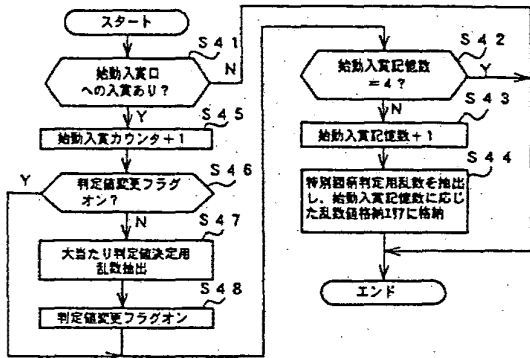 スタート
S41
始動入賞口
への入賞あり?
N
Y
S45
始動入賞カウンタ+1
S46
Y
判定値変更フラグ
オン?
N
S47
大当たり判定値決定用
乱数抽出
S48
判定値変更フラグオン
S42
始動入賞記憶数
=4?
Y
N
S43
始動入賞記憶数+1
S44
特別図柄判定用乱数を抽出
し、始動入賞記憶数に応じ
た乱数値格納エリアに格納
エンド